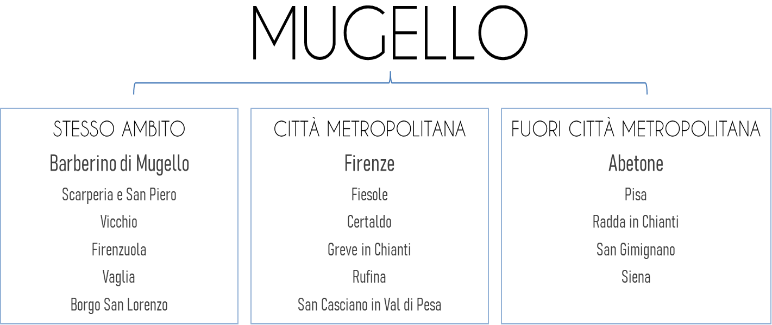 MUGELLO
STESSO AMBITO
Barberino di Mugello
Scarperia e San Piero
Vicchio
Firenzuola
Vaglia
Borgo San Lorenzo
CITTÀ METROPOLITANA
Firenze
Fiesole
Certaldo
Greve in Chianti
Rufina
San Casciano in Val di Pesa
FUORI CITTÀ METROPOLITANA
Abetone
Pisa
Radda in Chianti
San Gimignano
Siena